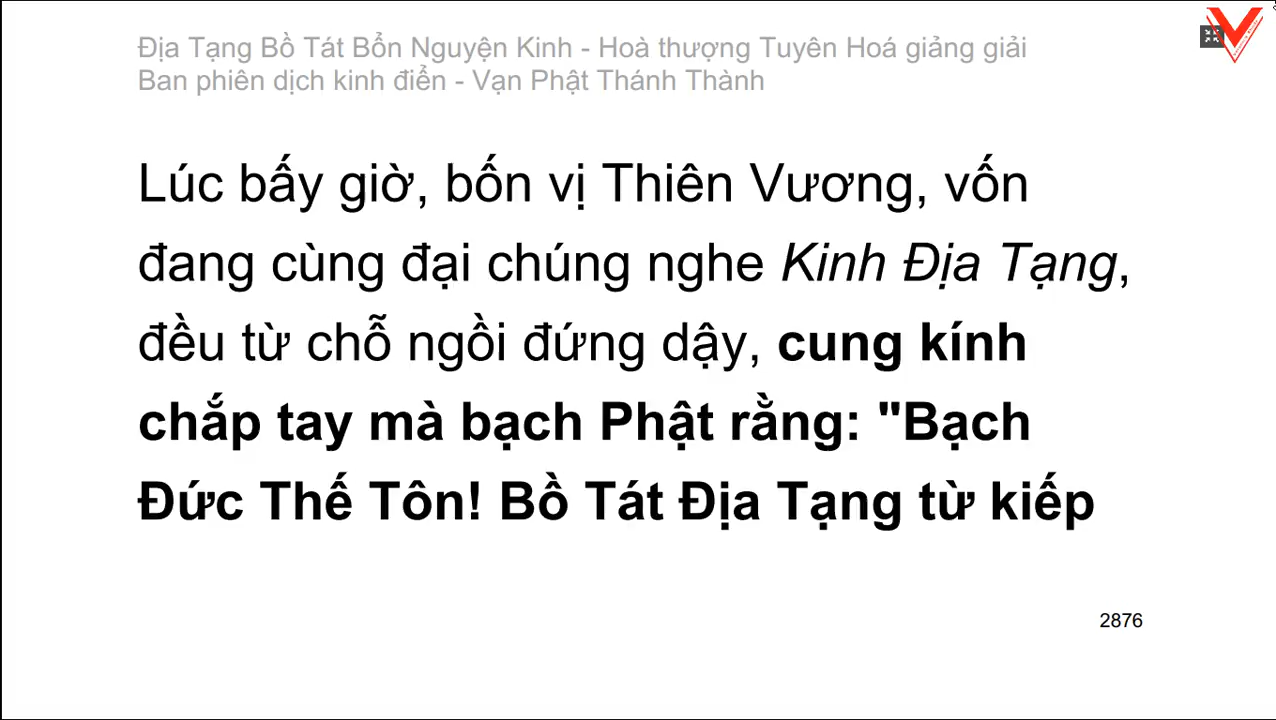 Địa Tạng Bồ Tát Bổn Nguyện Kinh - Hoà thượng Tuyên Hoá giảng giải
Ban phiên dịch kinh điển - Vạn Phật Thánh Thành
Lúc bấy giờ, bốn vị Thiên Vương, vốn
đang cùng đại chúng nghe Kinh Địa Tạng,
đều từ chỗ ngồi đứng dậy, cung kính
chắp tay mà bạch Phật rằng: "Bạch
Đức Thế Tôn! Bồ Tát Địa Tạng từ kiếp
2876